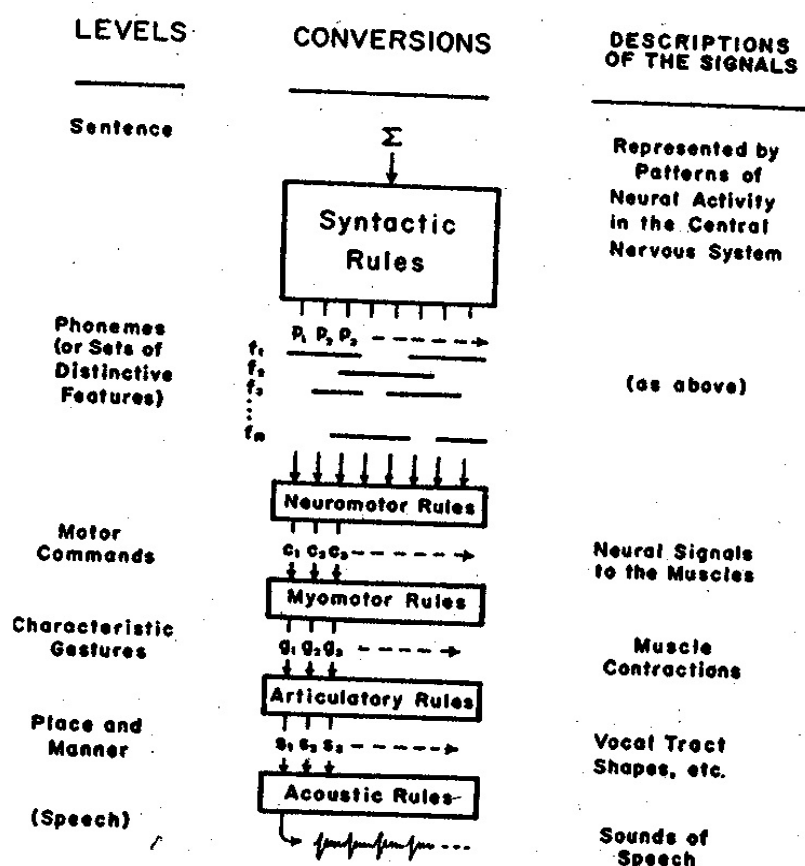 LEVELS
CONVERSIONS
DESCRIPTIONS
OF THE SIGNALS
Sentence
Σ
Represented by
Patterns of
Neural Activity
in the Central
Nervous System
Syntactic
Rules
Phonemes
(or Sets of
Distinctive
Features)
P₁ P₂ P₃
f₁
f₂
f₃
fₙ
(as above)
Neuromotor Rules
Motor
Commands
c₁ c₂ c₃
Neural Signals
to the Muscles
Myomotor Rules
Characteristic
Gestures
g₁ g₂ g₃
Muscle
Contractions
Articulatory Rules
Place and
Manner
s₁ s₂ s₃
Vocal Tract
Shapes, etc.
Acoustic Rules
(Speech)
Sounds of
Speech